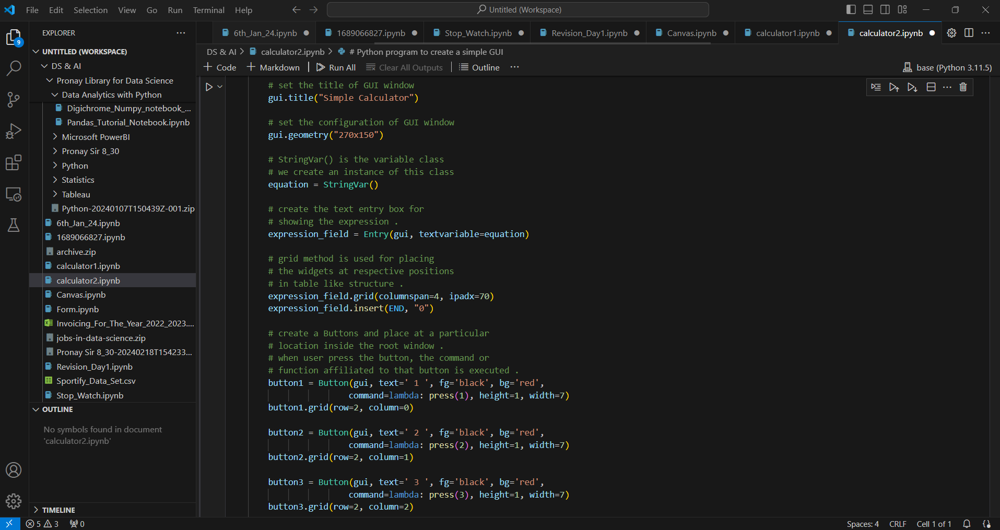 File Edit Selection View Go Run Terminal Help
Untitled (Workspace)
EXPLORER
9
UNTITLED (WORKSPACE)
DS & AI
Pronay Library for Data Science
Data Analytics with Python
Digichrome_Numpy_notebook_...
Pandas_Tutorial_Notebook.ipynb
Microsoft PowerBI
Pronay Sir 8_30
Python
Statistics
Tableau
Python-20240107T150439Z-001.zip
6th_Jan_24.ipynb
1689066827.ipynb
archive.zip
calculator1.ipynb
calculator2.ipynb
Canvas.ipynb
Form.ipynb
Invoicing_For_The_Year_2022_2023....
jobs-in-data-science.zip
Pronay Sir 8_30-20240218T154233...
Revision_Day1.ipynb
Sportify_Data_Set.csv
Stop_Watch.ipynb
OUTLINE
No symbols found in document
'calculator2.ipynb'
TIMELINE
6th_Jan_24.ipynb 1689066827.ipynb Stop_Watch.ipynb Revision_Day1.ipynb Canvas.ipynb calculator1.ipynb calculator2.ipynb
DS & AI > calculator2.ipynb > # Python program to create a simple GUI
+ Code + Markdown | Run All Clear All Outputs | Outline ...
base (Python 3.11.5)
# set the title of GUI window
gui.title("Simple Calculator")
# set the configuration of GUI window
gui.geometry("270x150")
# StringVar() is the variable class
# we create an instance of this class
equation = StringVar()
# create the text entry box for
# showing the expression .
expression_field = Entry(gui, textvariable=equation)
# grid method is used for placing
# the widgets at respective positions
# in table like structure .
expression_field.grid(columnspan=4, ipadx=70)
expression_field.insert(END, "0")
# create a Buttons and place at a particular
# location inside the root window .
# when user press the button, the command or
# function affiliated to that button is executed .
button1 = Button(gui, text=' 1 ', fg='black', bg='red',
command=lambda: press(1), height=1, width=7)
button1.grid(row=2, column=0)
button2 = Button(gui, text=' 2 ', fg='black', bg='red',
command=lambda: press(2), height=1, width=7)
button2.grid(row=2, column=1)
button3 = Button(gui, text=' 3 ', fg='black', bg='red',
command=lambda: press(3), height=1, width=7)
button3.grid(row=2, column=2)
5 3 0
Spaces: 4 CRLF Cell 1 of 1